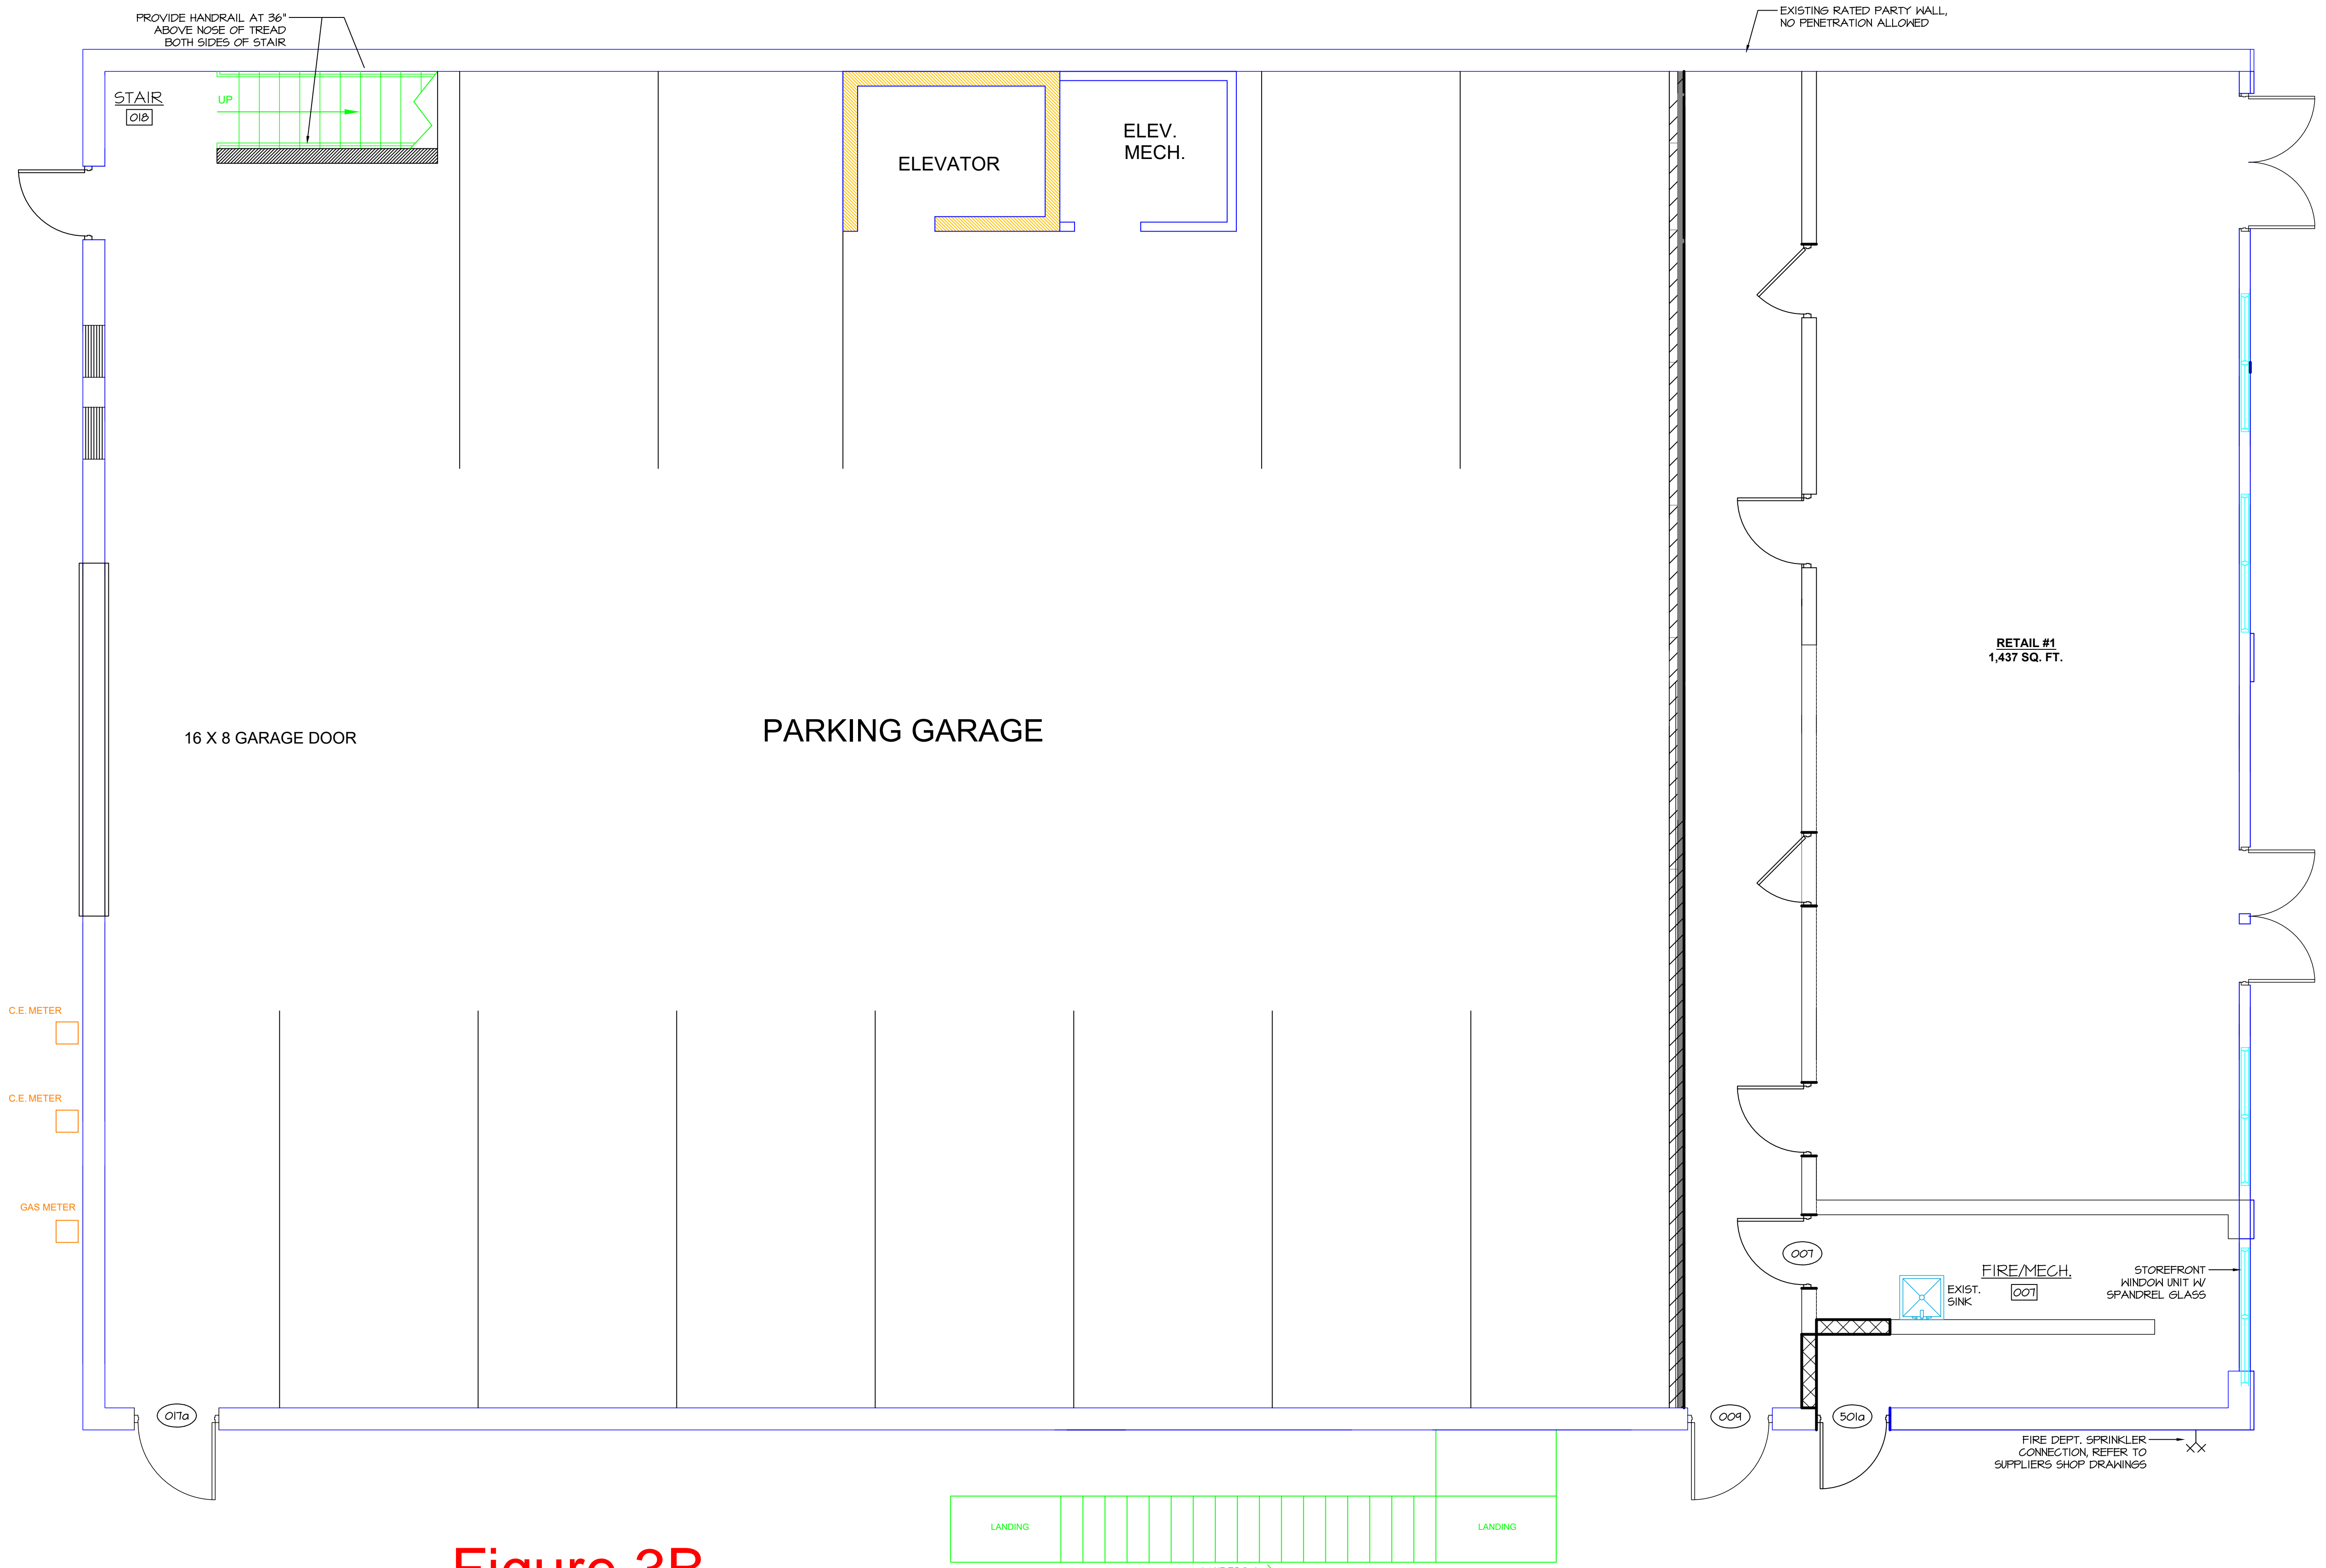 PROVIDE HANDRAIL AT 36"
ABOVE NOSE OF TREAD
BOTH SIDES OF STAIR
EXISTING RATED PARTY WALL,
NO PENETRATION ALLOWED
STAIR
018
UP
ELEVATOR
ELEV.
MECH.
RETAIL #1
1,437 SQ. FT.
16 X 8 GARAGE DOOR
PARKING GARAGE
C.E. METER
C.E. METER
GAS METER
007
FIRE/MECH.
007
EXIST.
SINK
STOREFRONT
WINDOW UNIT W/
SPANDREL GLASS
017a
009
501a
FIRE DEPT. SPRINKLER
CONNECTION, REFER TO
SUPPLIERS SHOP DRAWINGS
LANDING
LANDING
Figure 3B